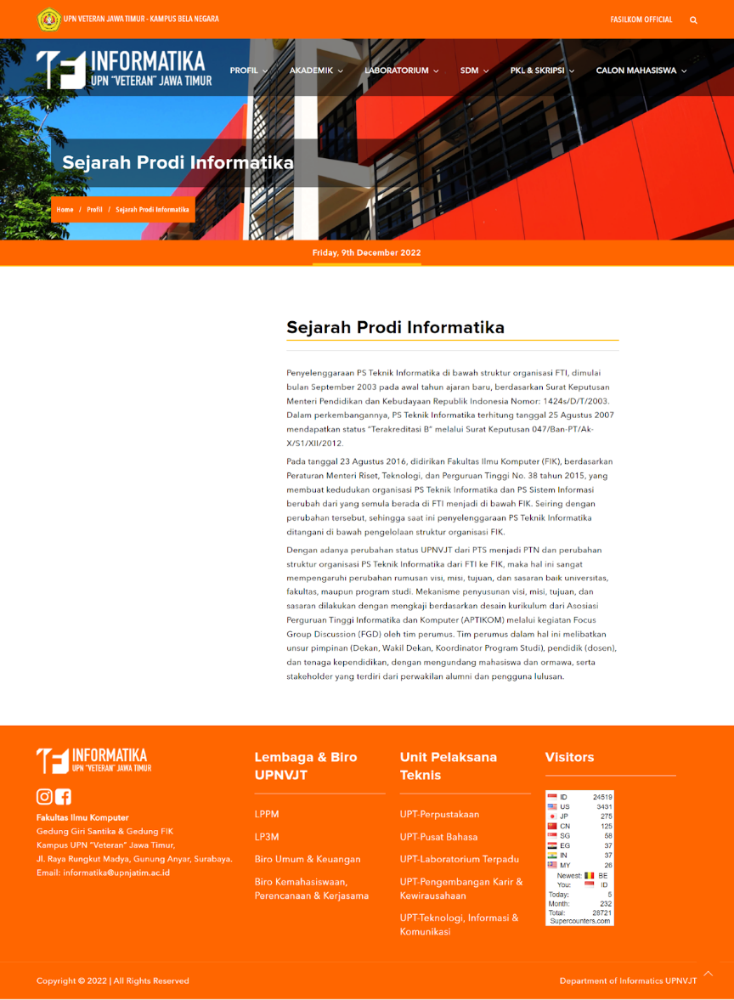 UPN VETERAN JAWA TIMUR - KAMPUS BELA NEGARA
FASILKOM OFFICIAL
INFORMATIKA
UPN "VETERAN" JAWA TIMUR
PROFIL
AKADEMIK
LABORATORIUM
SDM
PKL & SKRIPSI
CALON MAHASISWA
Sejarah Prodi Informatika
Home / Profil / Sejarah Prodi Informatika
Friday, 9th December 2022
Sejarah Prodi Informatika
Penyelenggaraan PS Teknik Informatika di bawah struktur organisasi FTI, dimulai
bulan September 2003 pada awal tahun ajaran baru, berdasarkan Surat Keputusan
Menteri Pendidikan dan Kebudayaan Republik Indonesia Nomor: 1424s/D/T/2003.
Dalam perkembangannya, PS Teknik Informatika terhitung tanggal 25 Agustus 2007
mendapatkan status “Terakreditasi B” melalui Surat Keputusan 047/Ban-PT/Ak-
X/S1/XII/2012.
Pada tanggal 23 Agustus 2016, didirikan Fakultas Ilmu Komputer (FIK), berdasarkan
Peraturan Menteri Riset, Teknologi, dan Perguruan Tinggi No. 38 tahun 2015, yang
membuat kedudukan organisasi PS Teknik Informatika dan PS Sistem Informasi
berubah dari yang semula berada di FTI menjadi di bawah FIK. Seiring dengan
perubahan tersebut, sehingga saat ini penyelenggaraan PS Teknik Informatika
ditangani di bawah pengelolaan struktur organisasi FIK.
Dengan adanya perubahan status UPNVJT dari PTS menjadi PTN dan perubahan
struktur organisasi PS Teknik Informatika dari FTI ke FIK, maka hal ini sangat
mempengaruhi perubahan rumusan visi, misi, tujuan, dan sasaran baik universitas,
fakultas, maupun program studi. Mekanisme penyusunan visi, misi, tujuan, dan
sasaran dilakukan dengan mengkaji berdasarkan desain kurikulum dari Asosiasi
Perguruan Tinggi Informatika dan Komputer (APTIKOM) melalui kegiatan Focus
Group Discussion (FGD) oleh tim perumus. Tim perumus dalam hal ini melibatkan
unsur pimpinan (Dekan, Wakil Dekan, Koordinator Program Studi), pendidik (dosen),
dan tenaga kependidikan, dengan mengundang mahasiswa dan ormawa, serta
stakeholder yang terdiri dari perwakilan alumni dan pengguna lulusan.
INFORMATIKA
UPN "VETERAN" JAWA TIMUR
Fakultas Ilmu Komputer
Gedung Giri Santika & Gedung FIK
Kampus UPN “Veteran” Jawa Timur,
Jl. Raya Rungkut Madya, Gunung Anyar, Surabaya.
Email: informatika@upnjatim.ac.id
Lembaga & Biro
UPNVJT
LPPM
LP3M
Biro Umum & Keuangan
Biro Kemahasiswaan,
Perencanaan & Kerjasama
Unit Pelaksana
Teknis
UPT-Perpustakaan
UPT-Pusat Bahasa
UPT-Laboratorium Terpadu
UPT-Pengembangan Karir &
Kewirausahaan
UPT-Teknologi, Informasi &
Komunikasi
Visitors
ID 24519
US 3431
JP 275
CN 125
SG 58
EG 37
IN 37
MY 26
Newest: BE
You: ID
Today: 5
Month: 232
Total: 28721
Supercounters.com
Copyright © 2022 | All Rights Reserved
Department of Informatics UPNVJT